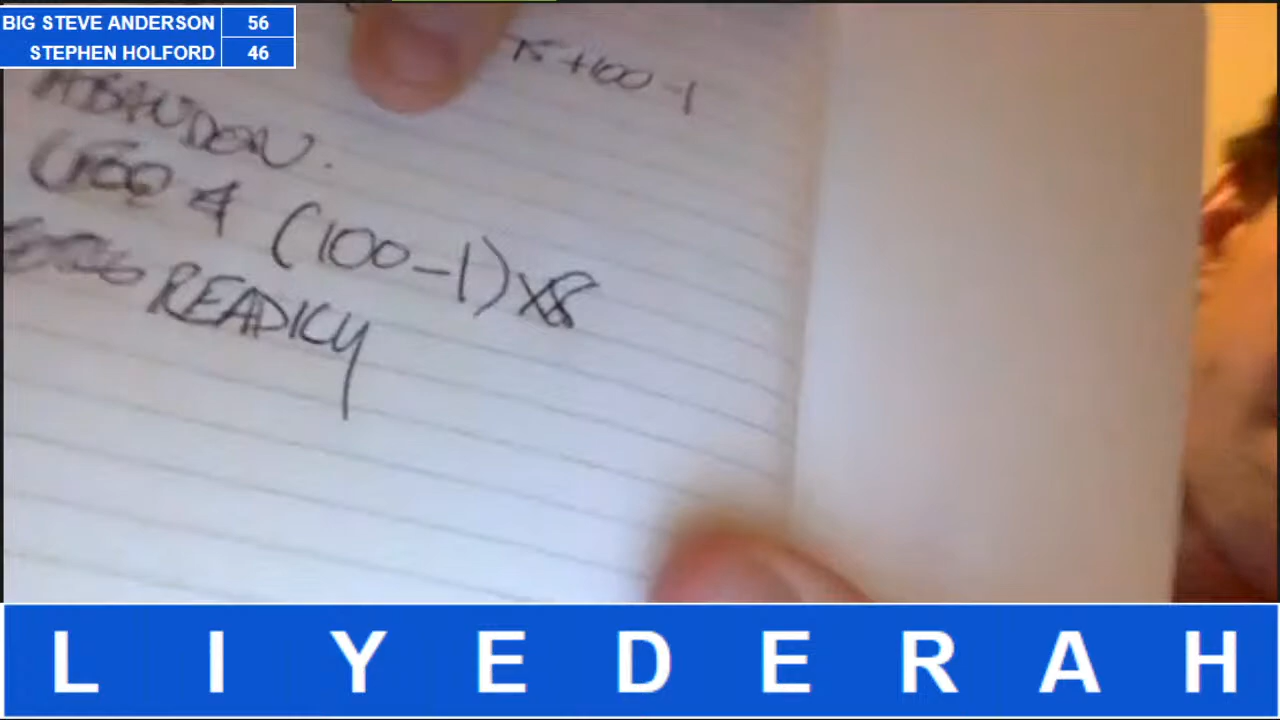 BIG STEVE ANDERSON 56
STEPHEN HOLFORD 46
75+100-1
ABANDON.
(100-1)x8
READILY
L I Y E D E R A H